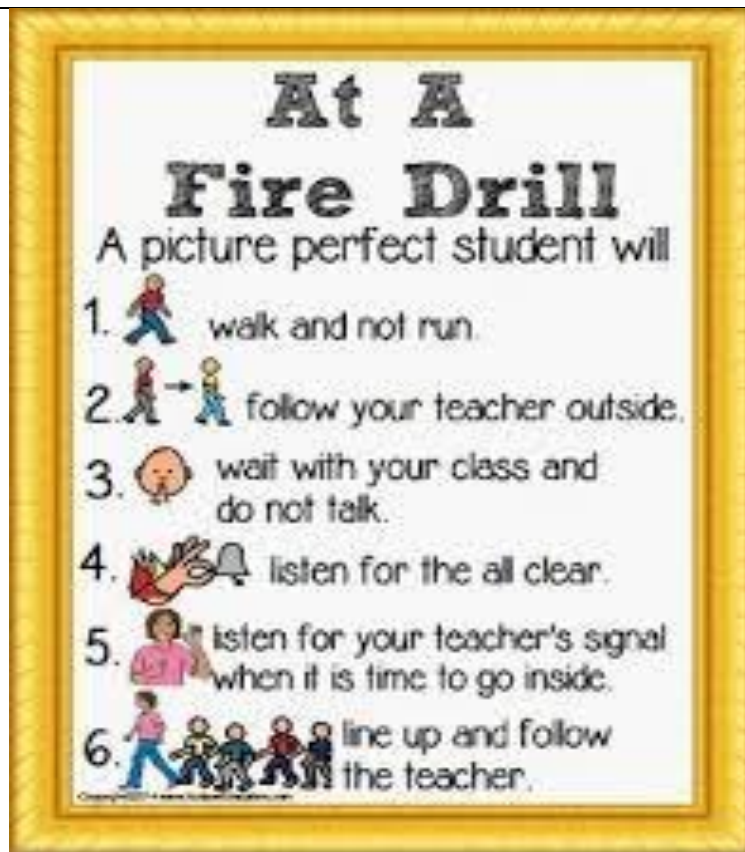 At A
Fire Drill
A picture perfect student will
1. walk and not run.
2. follow your teacher outside.
3. wait with your class and
do not talk.
4. listen for the all clear.
5. listen for your teacher's signal
when it is time to go inside.
6. line up and follow
the teacher.